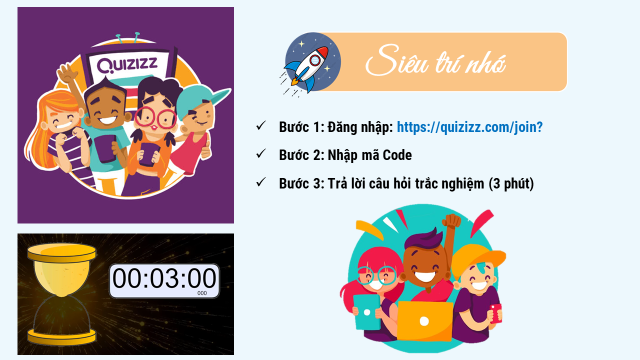 QUIZIZZ
Siêu trí nhớ
✓ Bước 1: Đăng nhập: https://quizizz.com/join?
✓ Bước 2: Nhập mã Code
✓ Bước 3: Trả lời câu hỏi trắc nghiệm (3 phút)
00:03:00
000